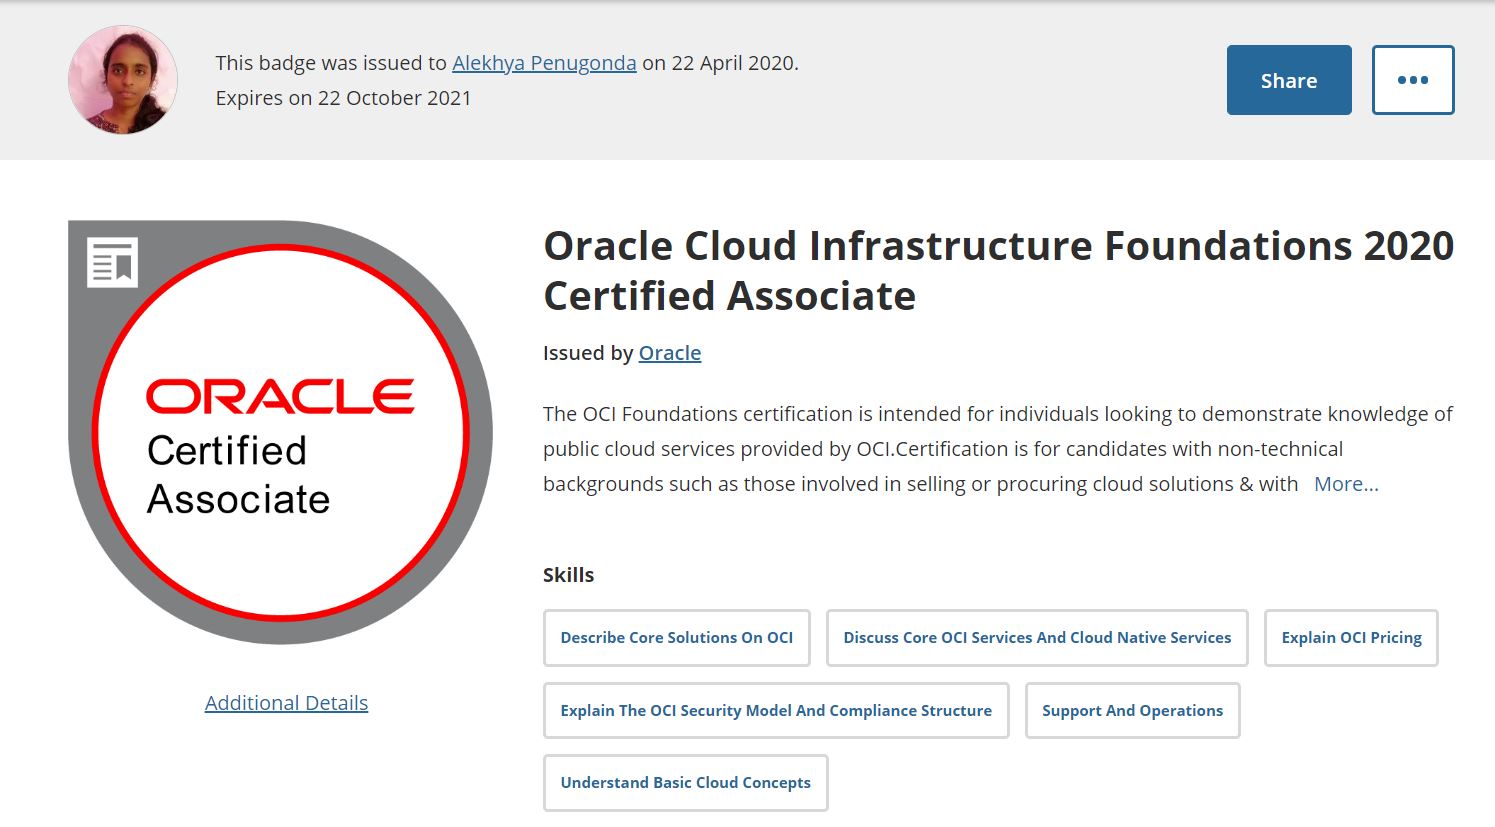 This badge was issued to Alekhya Penugonda on 22 April 2020.
Expires on 22 October 2021
Share
ORACLE
Certified
Associate
Additional Details
Oracle Cloud Infrastructure Foundations 2020
Certified Associate
Issued by Oracle
The OCI Foundations certification is intended for individuals looking to demonstrate knowledge of
public cloud services provided by OCI.Certification is for candidates with non-technical
backgrounds such as those involved in selling or procuring cloud solutions & with More...
Skills
Describe Core Solutions On OCI
Discuss Core OCI Services And Cloud Native Services
Explain OCI Pricing
Explain The OCI Security Model And Compliance Structure
Support And Operations
Understand Basic Cloud Concepts